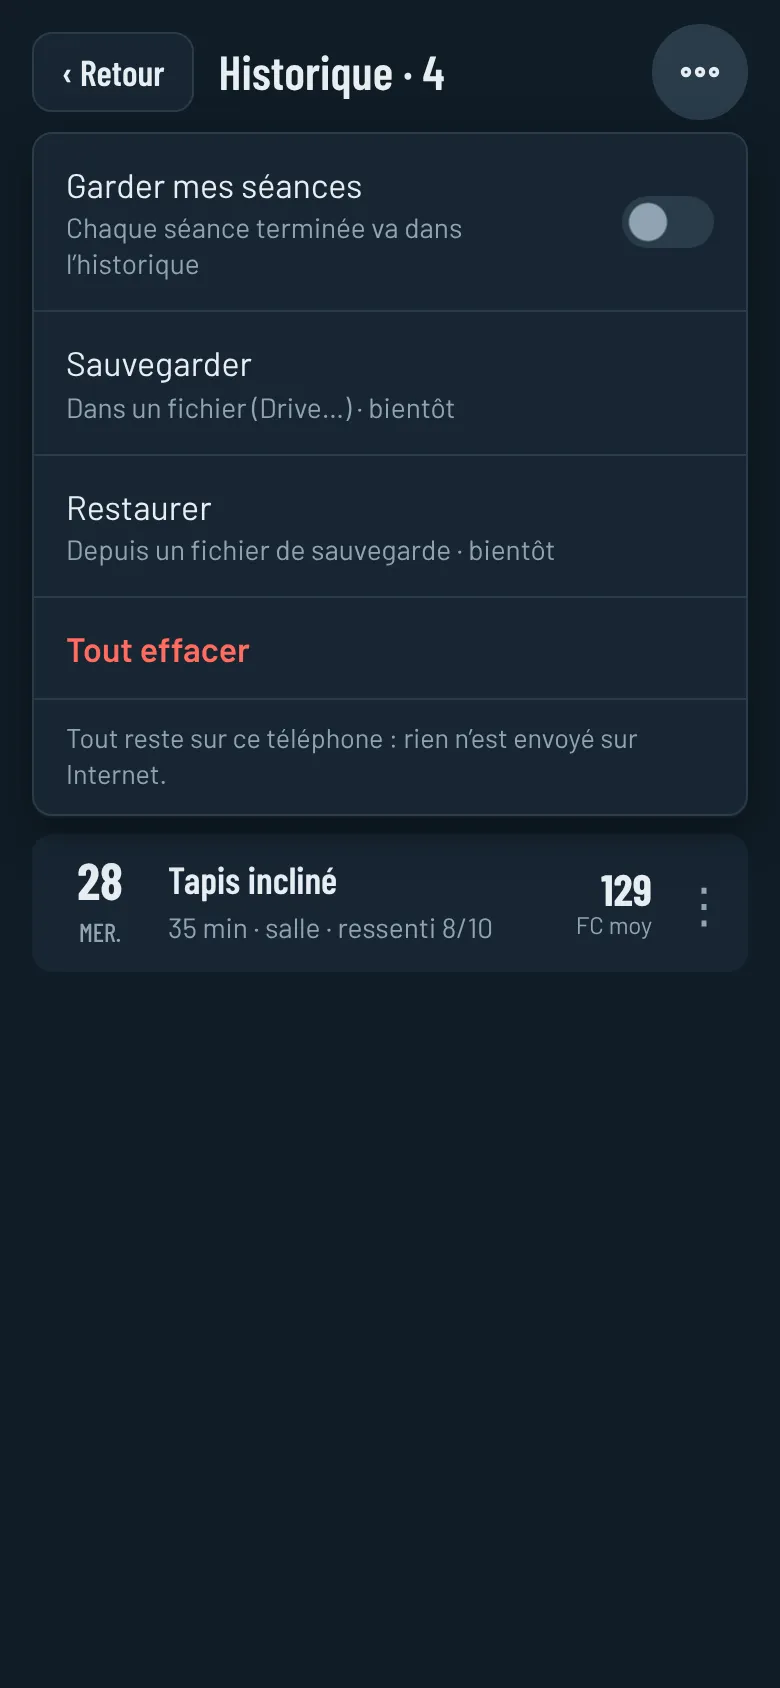 ‹ Retour
Historique · 4
Garder mes séances
Chaque séance terminée va dans
l’historique
Sauvegarder
Dans un fichier (Drive…) · bientôt
Restaurer
Depuis un fichier de sauvegarde · bientôt
Tout effacer
Tout reste sur ce téléphone : rien n’est envoyé sur
Internet.
28
MER.
Tapis incliné
35 min · salle · ressenti 8/10
129
FC moy